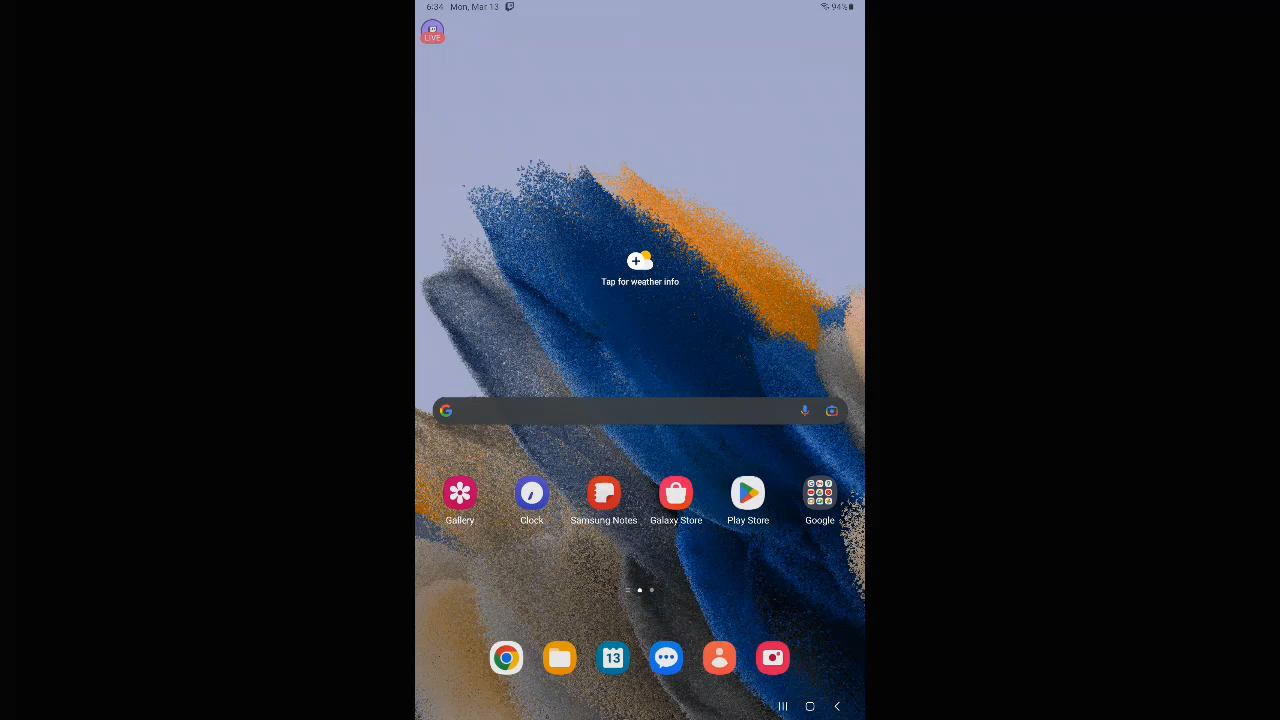 6:34 Mon, Mar 13 94%
LIVE
Tap for weather info
Gallery Clock Samsung Notes Galaxy Store Play Store Google
13